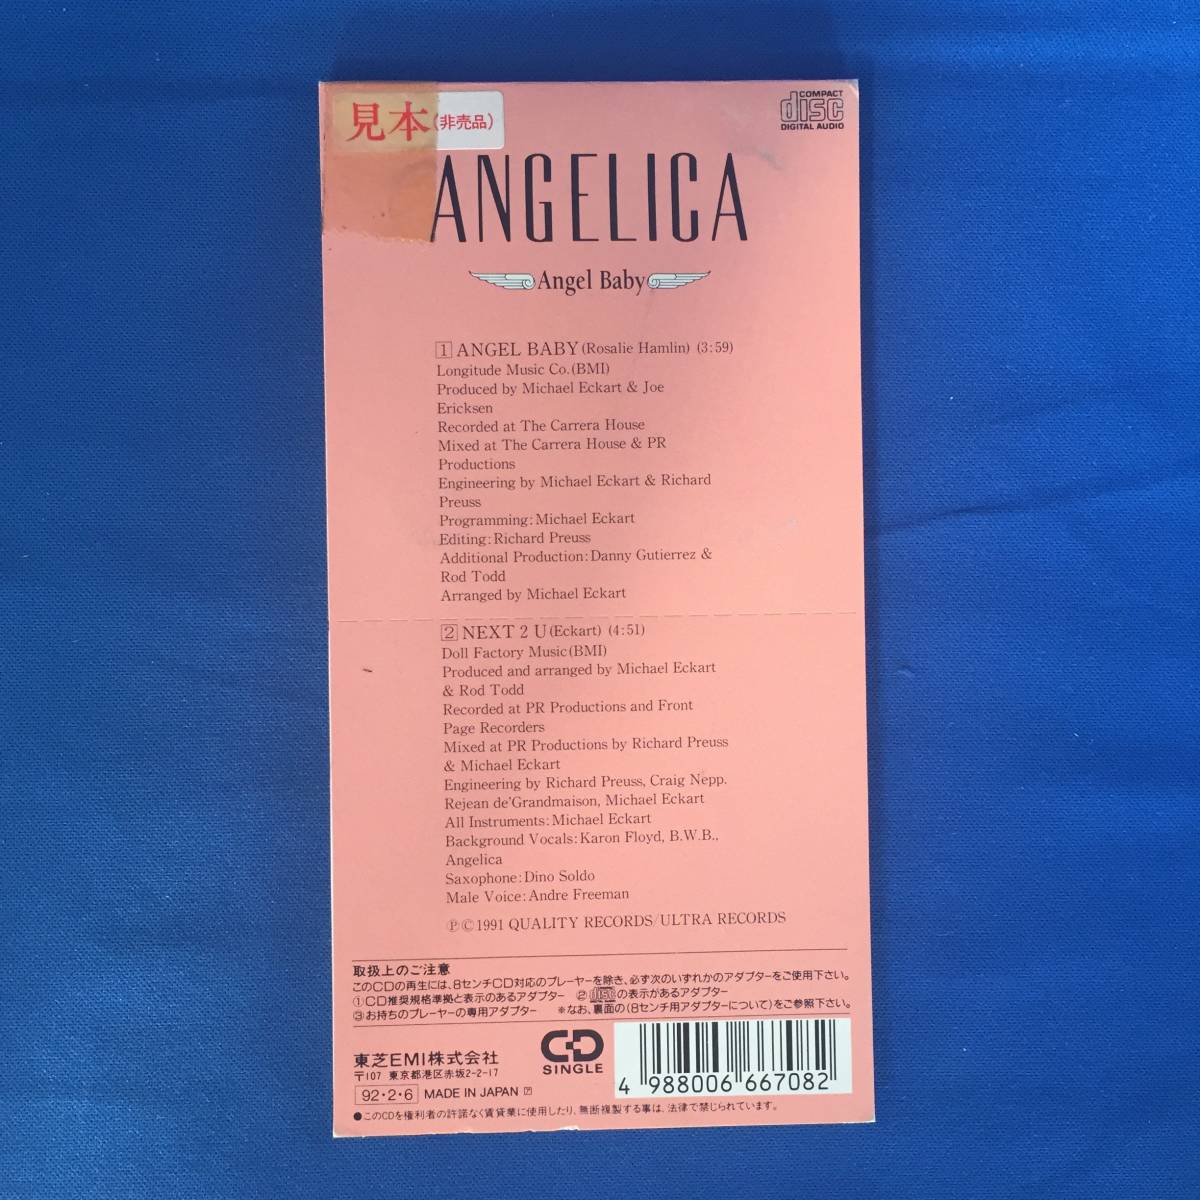 見本(非売品)
COMPACT
disc
DIGITAL AUDIO
ANGELICA
Angel Baby
1 ANGEL BABY (Rosalie Hamlin) (3:59)
Longitude Music Co. (BMI)
Produced by Michael Eckart & Joe
Ericksen
Recorded at The Carrera House
Mixed at The Carrera House & PR
Productions
Engineering by Michael Eckart & Richard
Preuss
Programming: Michael Eckart
Editing: Richard Preuss
Additional Production: Danny Gutierrez &
Rod Todd
Arranged by Michael Eckart
2 NEXT 2 U (Eckart) (4:51)
Doll Factory Music (BMI)
Produced and arranged by Michael Eckart
& Rod Todd
Recorded at PR Productions and Front
Page Recorders
Mixed at PR Productions by Richard Preuss
& Michael Eckart
Engineering by Richard Preuss, Craig Nepp.
Rejean de'Grandmaison, Michael Eckart
All Instruments: Michael Eckart
Background Vocals: Karon Floyd, B.W.B.,
Angelica
Saxophone: Dino Soldo
Male Voice: Andre Freeman
℗©1991 QUALITY RECORDS/ULTRA RECORDS
取扱上のご注意
このCDの再生には、8センチCD対応のプレーヤーを除き、必ず次のいずれかのアダプターをご使用下さい。
①CD推奨規格準拠と表示のあるアダプター ②discの表示があるアダプター
③お持ちのプレーヤーの専用アダプター ※なお、裏面の(8センチ用アダプターについて)をご参照下さい。
東芝EMI株式会社
〒107 東京都港区赤坂2-2-17
92・2・6 MADE IN JAPAN
CD
SINGLE
4 988006 667082
●このCDを権利者の許諾なく賃貸業に使用したり、無断複製する事は、法律で禁じられています。